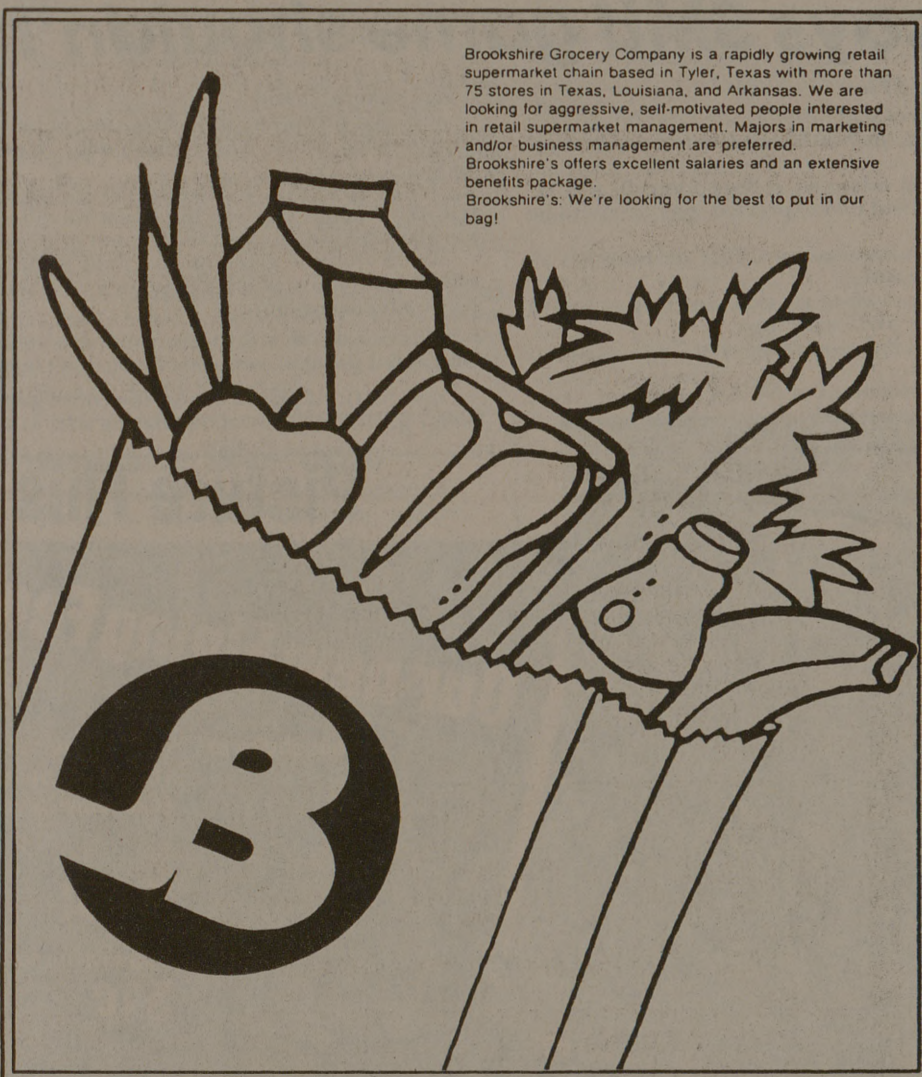 Brookshire Grocery Company is a rapidly growing retail
supermarket chain based in Tyler, Texas with more than
75 stores in Texas, Louisiana, and Arkansas. We are
looking for aggressive, self-motivated people interested
in retail supermarket management. Majors in marketing
and/or business management are preferred.
Brookshire's offers excellent salaries and an extensive
benefits package.
Brookshire's: We're looking for the best to put in our
bag!
B